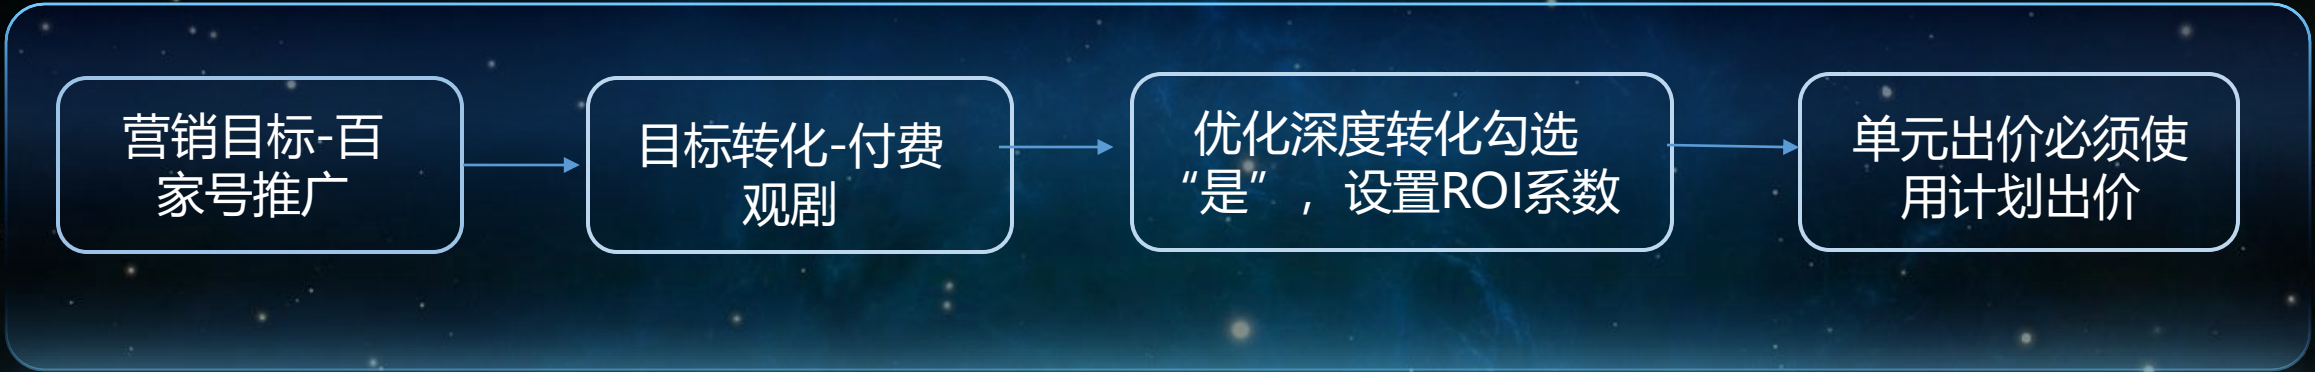 营销目标-百
家号推广
目标转化-付费
观剧
优化深度转化勾选
“是”，设置ROI系数
单元出价必须使
用计划出价